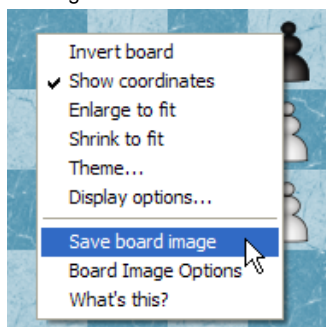 Invert board
Show coordinates
Enlarge to fit
Shrink to fit
Theme...
Display options...
Save board image
Board Image Options
What's this?